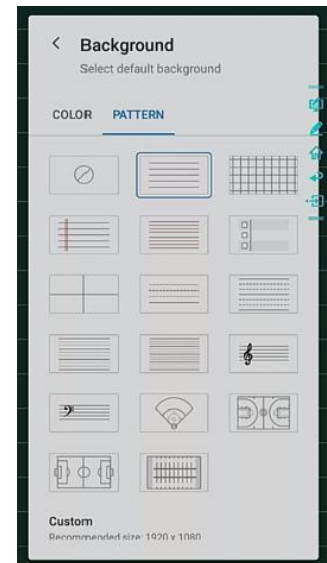 Background
Select default background
COLOR PATTERN
Custom
Recommended size: 1920 x 1080